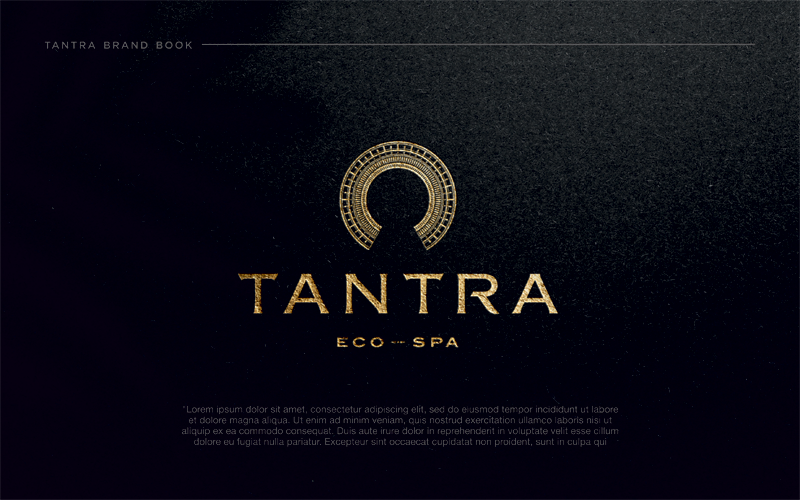 TANTRA BRAND BOOK
TANTRA
ECO SPA
"Lorem ipsum dolor sit amet, consectetur adipiscing elit, sed do eiusmod tempor incididunt ut labore
et dolore magna aliqua. Ut enim ad minim veniam, quis nostrud exercitation ullamco laboris nisi ut
aliquip ex ea commodo consequat. Duis aute irure dolor in reprehenderit in voluptate velit esse cillum
dolore eu fugiat nulla pariatur. Excepteur sint occaecat cupidatat non proident, sunt in culpa qui